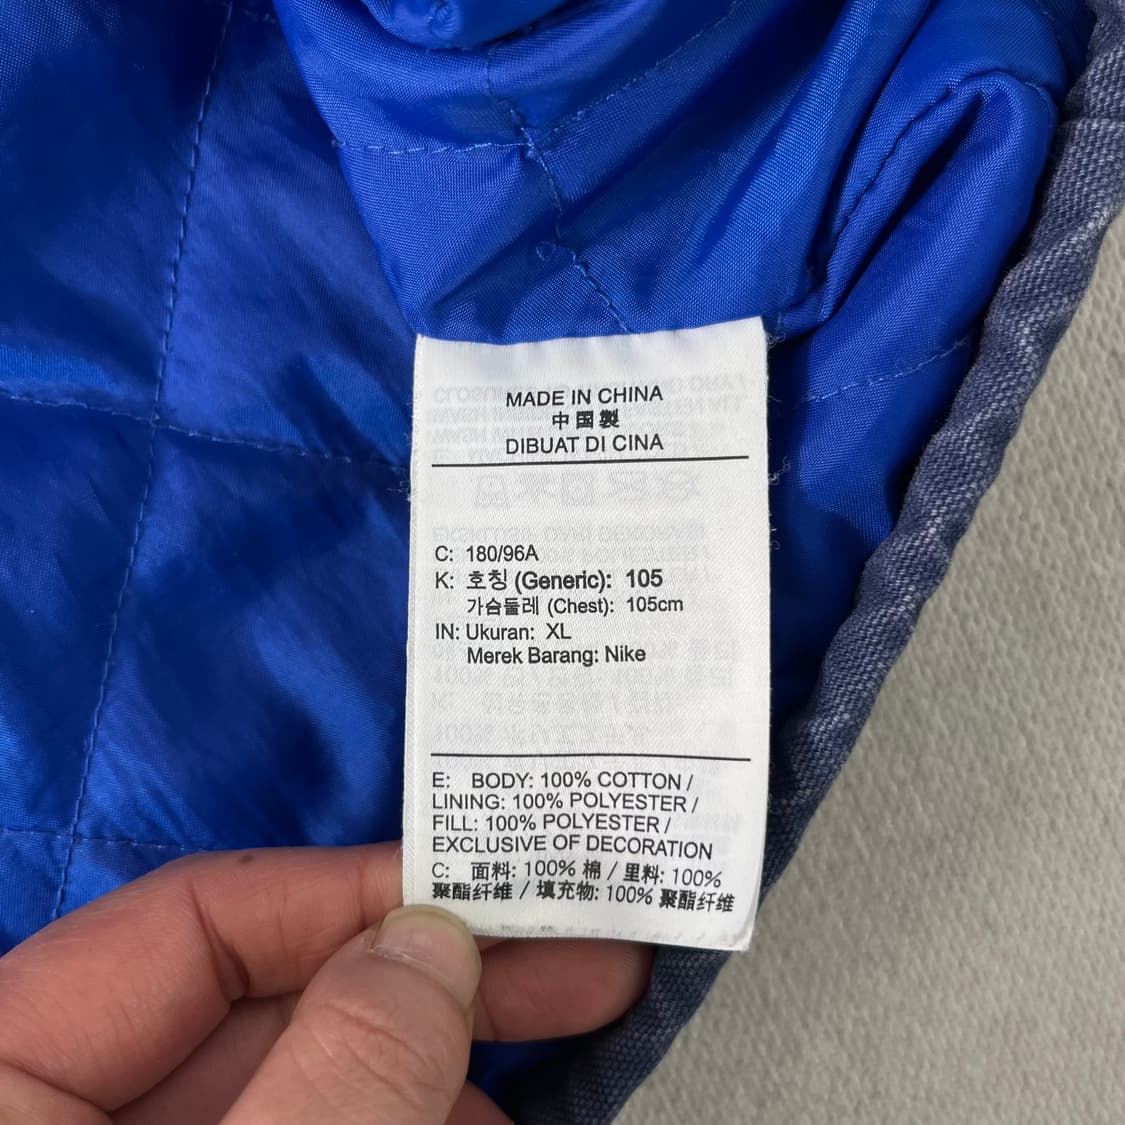 MADE IN CHINA
中国製
DIBUAT DI CINA
C: 180/96A
K: 호칭 (Generic): 105
가슴둘레 (Chest): 105cm
IN: Ukuran: XL
Merek Barang: Nike
E: BODY: 100% COTTON /
LINING: 100% POLYESTER /
FILL: 100% POLYESTER /
EXCLUSIVE OF DECORATION
C: 面料: 100% 棉 / 里料: 100%
聚酯纤维 / 填充物: 100% 聚酯纤维